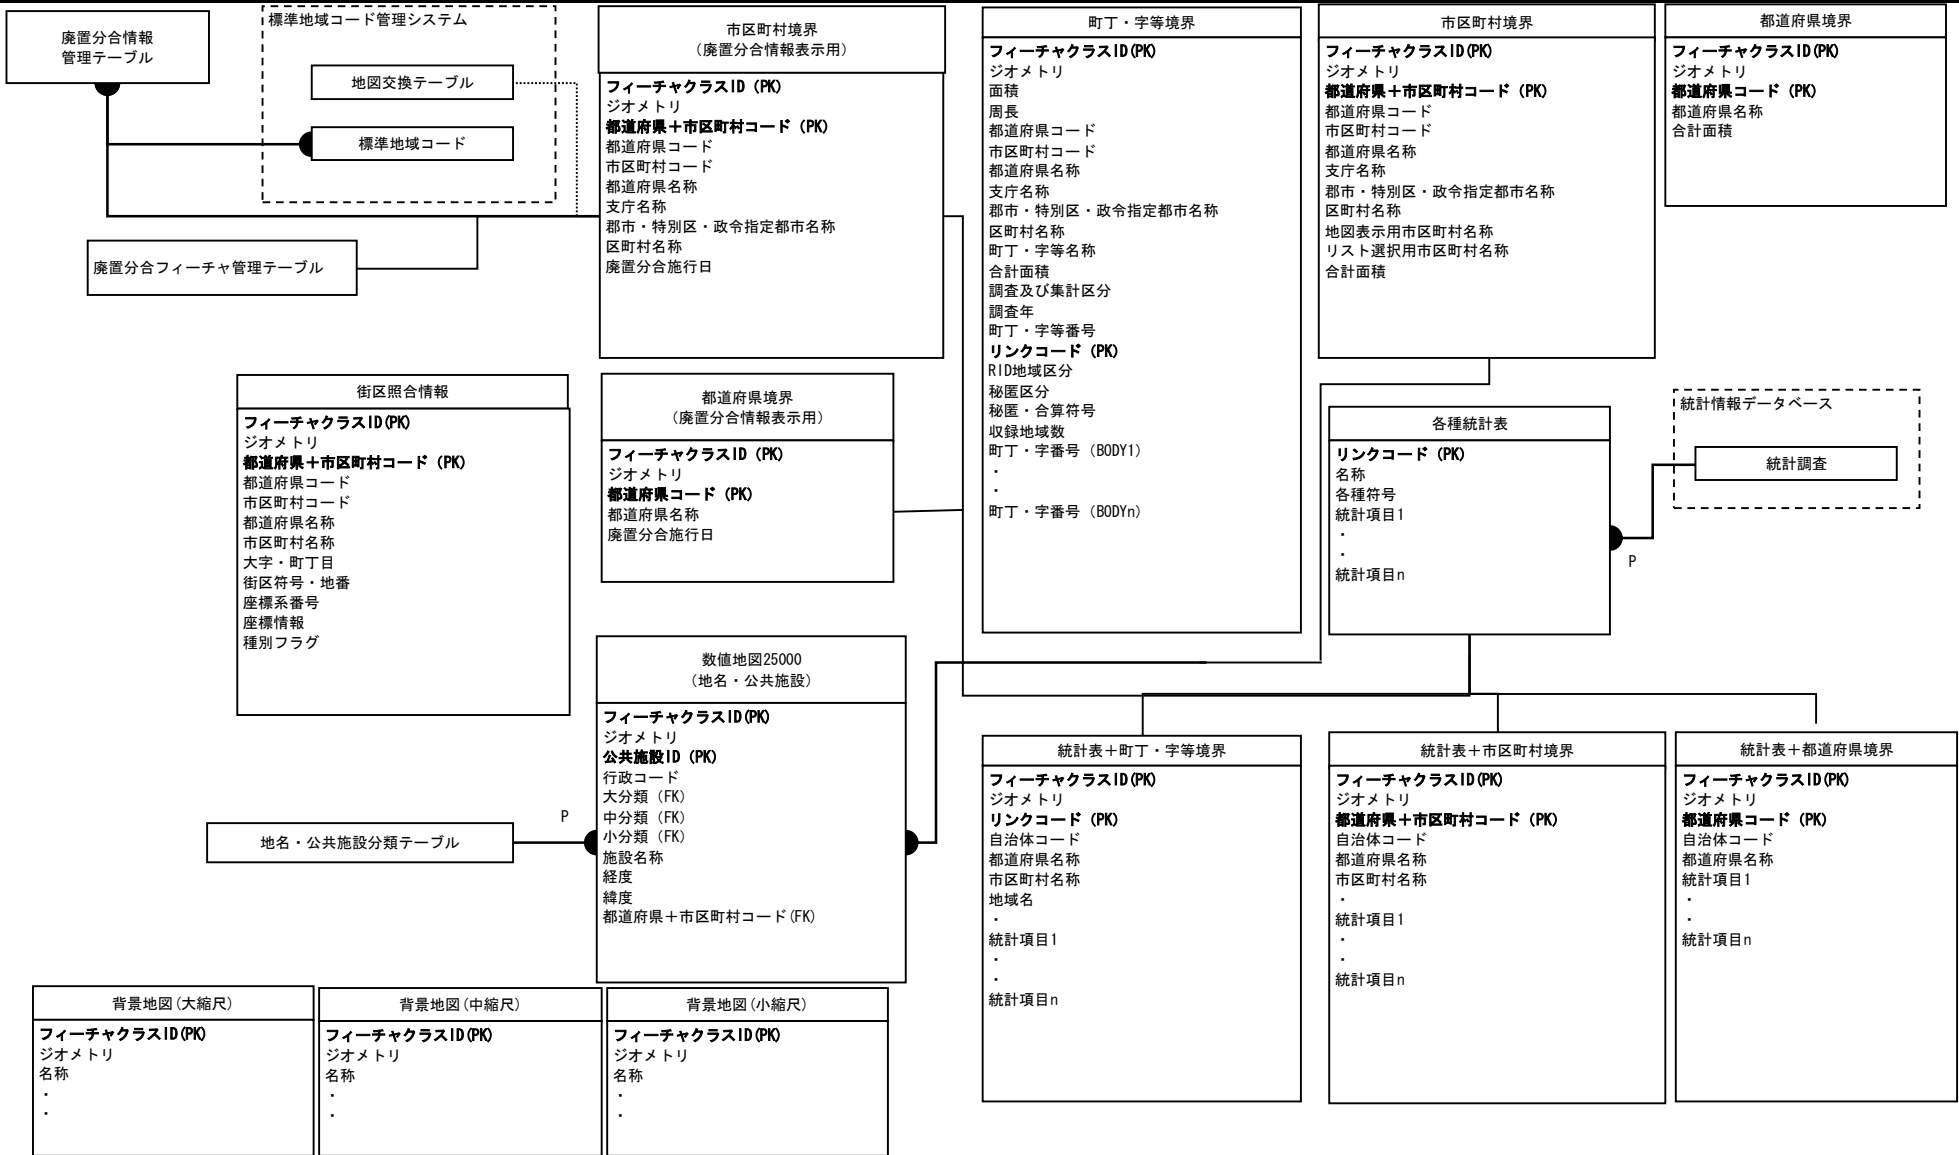 廃置分合情報
管理テーブル
標準地域コード管理システム
地図交換テーブル
標準地域コード
廃置分合フィーチャ管理テーブル
市区町村境界
(廃置分合情報表示用)
フィーチャクラスID (PK)
ジオメトリ
都道府県+市区町村コード (PK)
都道府県コード
市区町村コード
都道府県名称
支庁名称
郡市・特別区・政令指定都市名称
区町村名称
廃置分合施行日
町丁・字等境界
フィーチャクラスID(PK)
ジオメトリ
面積
周長
都道府県コード
市区町村コード
都道府県名称
支庁名称
郡市・特別区・政令指定都市名称
区町村名称
町丁・字等名称
合計面積
調査及び集計区分
調査年
町丁・字等番号
リンクコード (PK)
RID地域区分
秘匿区分
秘匿・合算符号
収録地域数
町丁・字番号 (BODY1)
・
・
町丁・字番号 (BODYn)
市区町村境界
フィーチャクラスID(PK)
ジオメトリ
都道府県+市区町村コード (PK)
都道府県コード
市区町村コード
都道府県名称
支庁名称
郡市・特別区・政令指定都市名称
区町村名称
地図表示用市区町村名称
リスト選択用市区町村名称
合計面積
都道府県境界
フィーチャクラスID(PK)
ジオメトリ
都道府県コード (PK)
都道府県名称
合計面積
街区照合情報
フィーチャクラスID(PK)
ジオメトリ
都道府県+市区町村コード (PK)
都道府県コード
市区町村コード
都道府県名称
市区町村名称
大字・町丁目
街区符号・地番
座標系番号
座標情報
種別フラグ
都道府県境界
(廃置分合情報表示用)
フィーチャクラスID (PK)
ジオメトリ
都道府県コード (PK)
都道府県名称
廃置分合施行日
各種統計表
リンクコード (PK)
名称
各種符号
統計項目1
・
・
統計項目n
統計情報データベース
統計調査
P
数値地図25000
(地名・公共施設)
フィーチャクラスID(PK)
ジオメトリ
公共施設ID (PK)
行政コード
大分類 (FK)
中分類 (FK)
小分類 (FK)
施設名称
経度
緯度
都道府県+市区町村コード(FK)
P
地名・公共施設分類テーブル
統計表+町丁・字等境界
フィーチャクラスID(PK)
ジオメトリ
リンクコード (PK)
自治体コード
都道府県名称
市区町村名称
地域名
・
統計項目1
・
・
統計項目n
統計表+市区町村境界
フィーチャクラスID(PK)
ジオメトリ
都道府県+市区町村コード (PK)
自治体コード
都道府県名称
市区町村名称
・
統計項目1
・
・
統計項目n
統計表+都道府県境界
フィーチャクラスID(PK)
ジオメトリ
都道府県コード (PK)
自治体コード
都道府県名称
統計項目1
・
・
統計項目n
背景地図(大縮尺)
フィーチャクラスID(PK)
ジオメトリ
名称
・
・
背景地図(中縮尺)
フィーチャクラスID(PK)
ジオメトリ
名称
・
・
背景地図(小縮尺)
フィーチャクラスID(PK)
ジオメトリ
名称
・
・